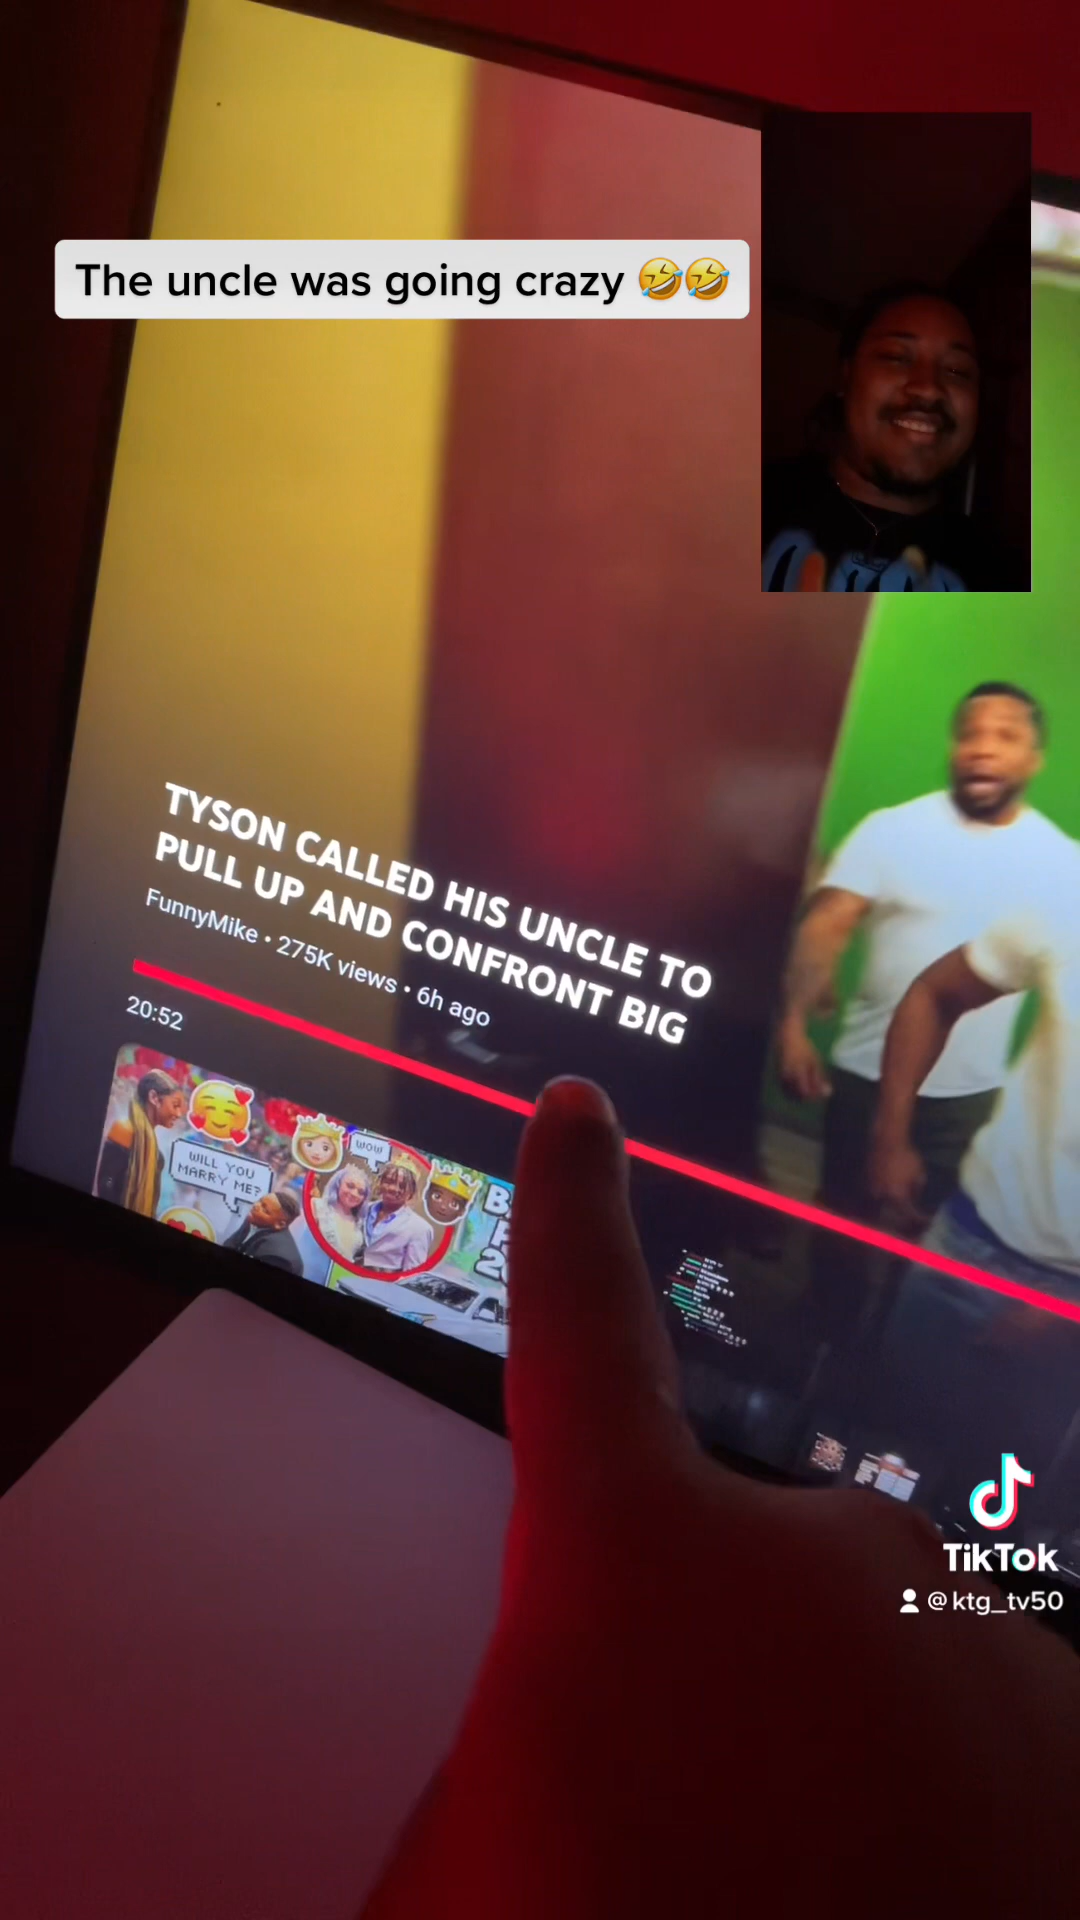 The uncle was going crazy 🤣🤣
TYSON CALLED HIS UNCLE TO
PULL UP AND CONFRONT BIG
FunnyMike • 275K views • 6h ago
20:52
WILL YOU
MARRY ME?
WOW
TikTok
@ktg_tv50